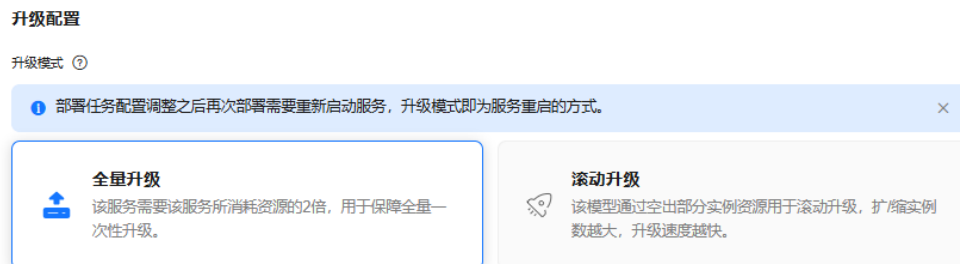 升级配置
升级模式 ?
部署任务配置调整之后再次部署需要重新启动服务，升级模式即为服务重启的方式。
全量升级
该服务需要该服务所消耗资源的2倍，用于保障全量一
次性升级。
滚动升级
该模型通过空出部分实例资源用于滚动升级，扩/缩实例
数越大，升级速度越快。